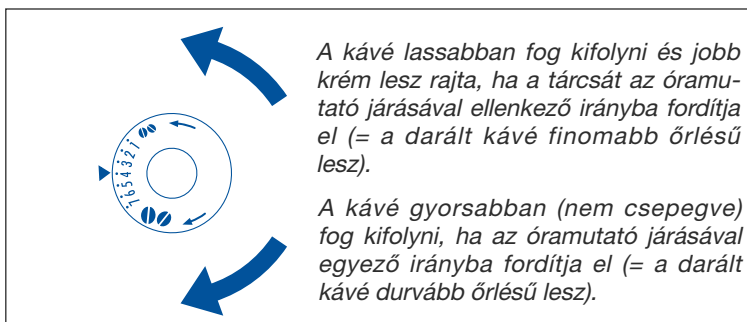 A kávé lassabban fog kifolyni és jobb
krém lesz rajta, ha a tárcsát az óramu-
tató járásával ellenkező irányba fordítja
el (= a darált kávé finomabb őrlésű
lesz).
A kávé gyorsabban (nem csepegve)
fog kifolyni, ha az óramutató járásával
egyező irányba fordítja el (= a darált
kávé durvább őrlésű lesz).
7 6 5 4 3 2 1